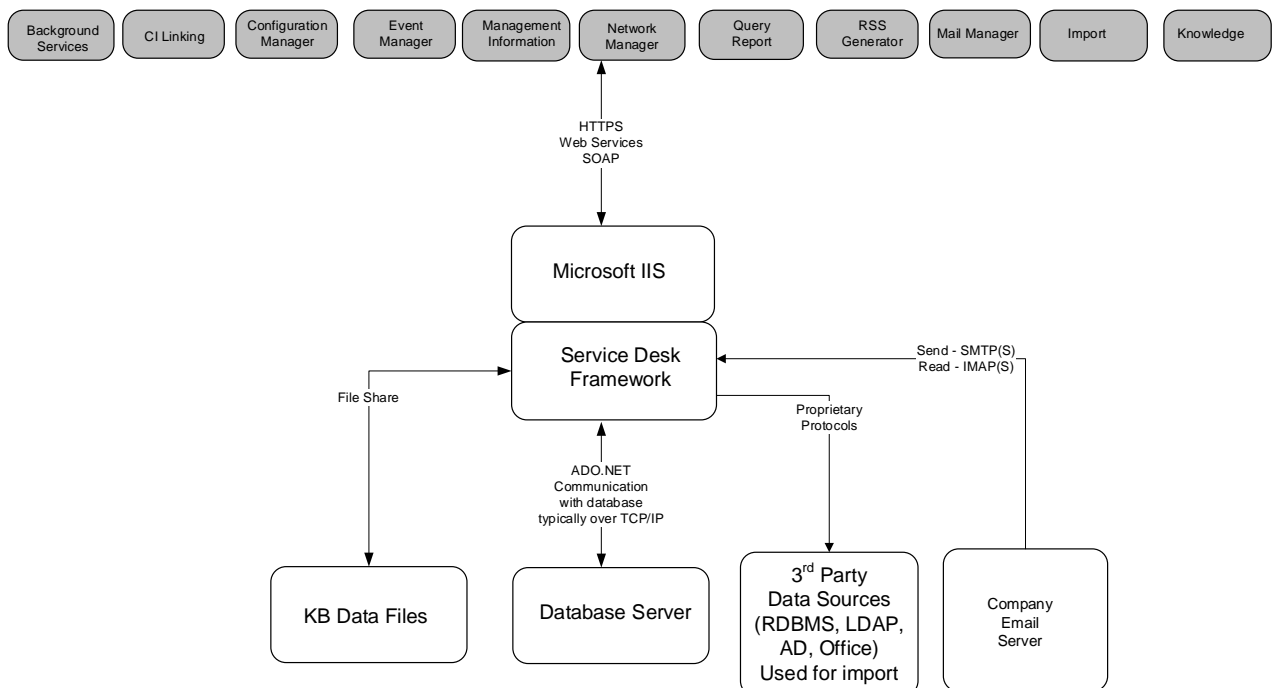 Background
Services
CI Linking
Configuration
Manager
Event
Manager
Management
Information
Network
Manager
Query
Report
RSS
Generator
Mail Manager
Import
Knowledge
HTTPS
Web Services
SOAP
Microsoft IIS
Service Desk
Framework
Send - SMTP(S)
Read - IMAP(S)
File Share
Proprietary
Protocols
ADO.NET
Communication
with database
typically over TCP/IP
KB Data Files
Database Server
3rd Party
Data Sources
(RDBMS, LDAP,
AD, Office)
Used for import
Company
Email
Server